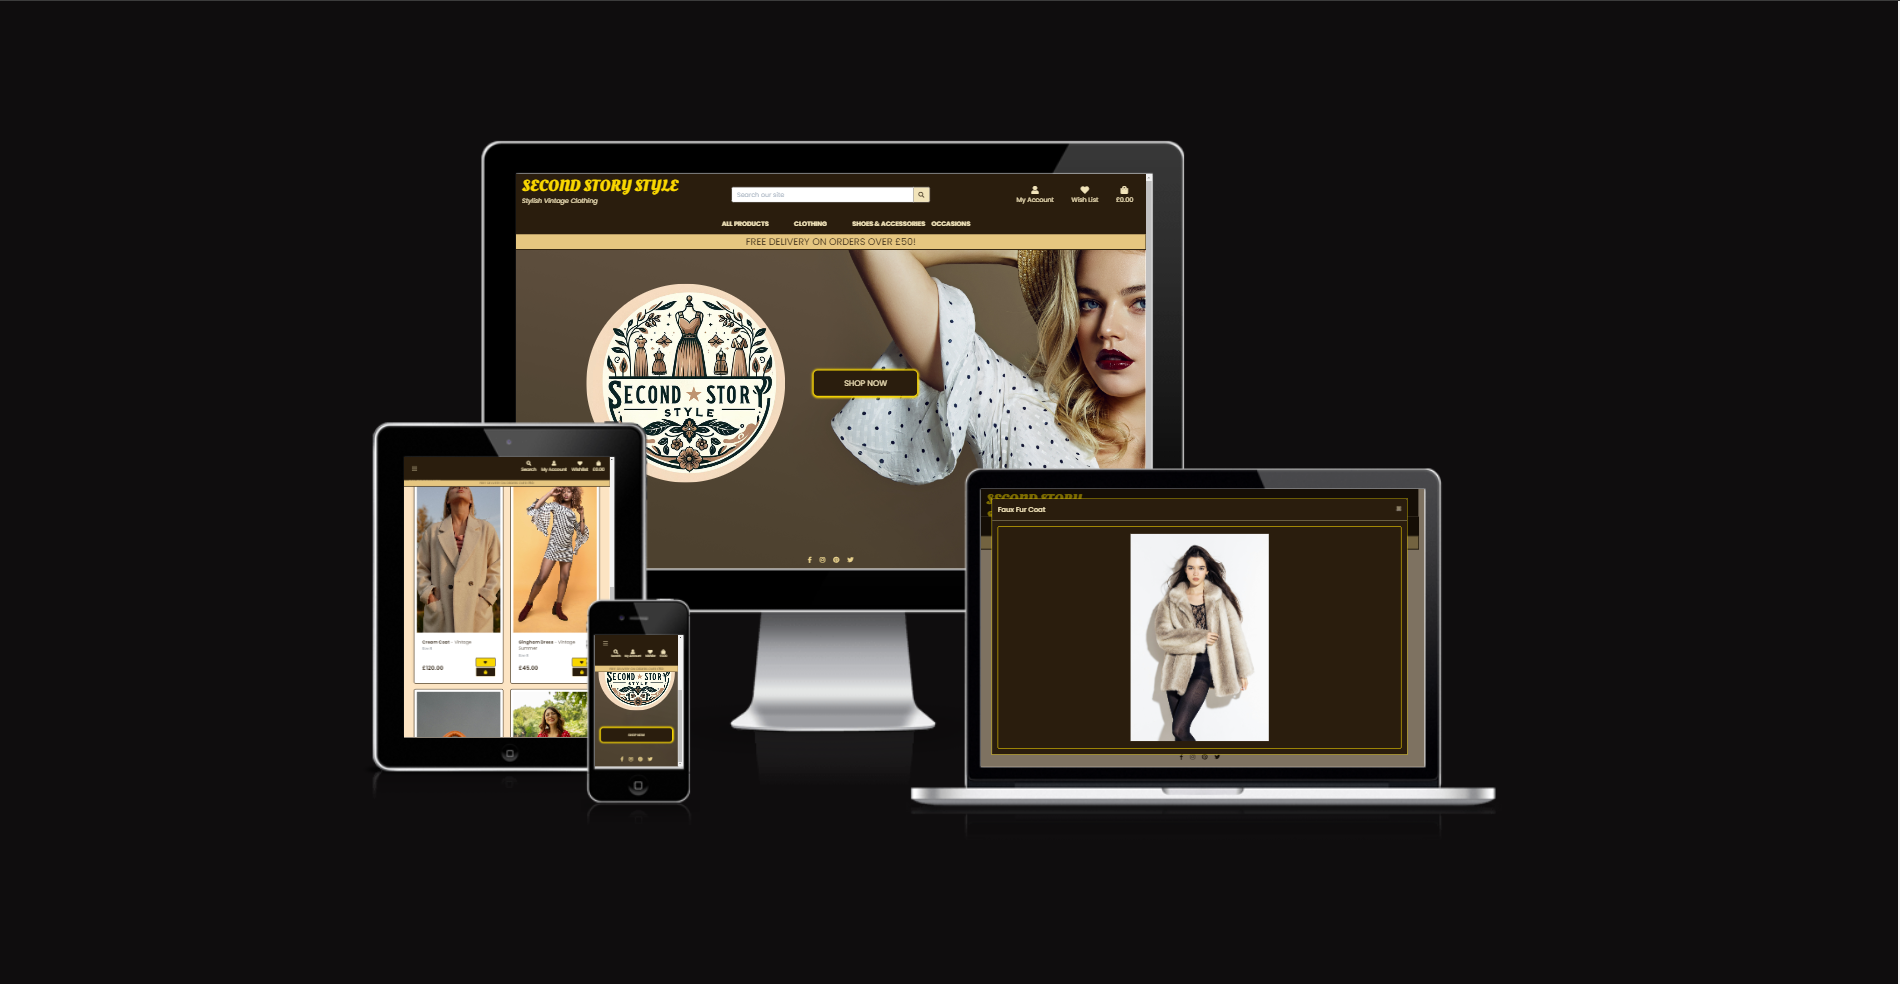 SECOND STORY STYLE
Stylish Vintage Clothing
Search our site
My Account
Wish List
£0.00
ALL PRODUCTS
CLOTHING
SHOES & ACCESSORIES
OCCASIONS
FREE DELIVERY ON ORDERS OVER £50!
SECOND STORY
STYLE
SHOP NOW
Search
My Account
Wishlist
£0.00
Cream Coat - Vintage
£120.00
Gingham Dress - Vintage
Summer
£45.00
SECOND STORY
STYLE
SHOP NOW
SECOND STORY
Faux Fur Coat